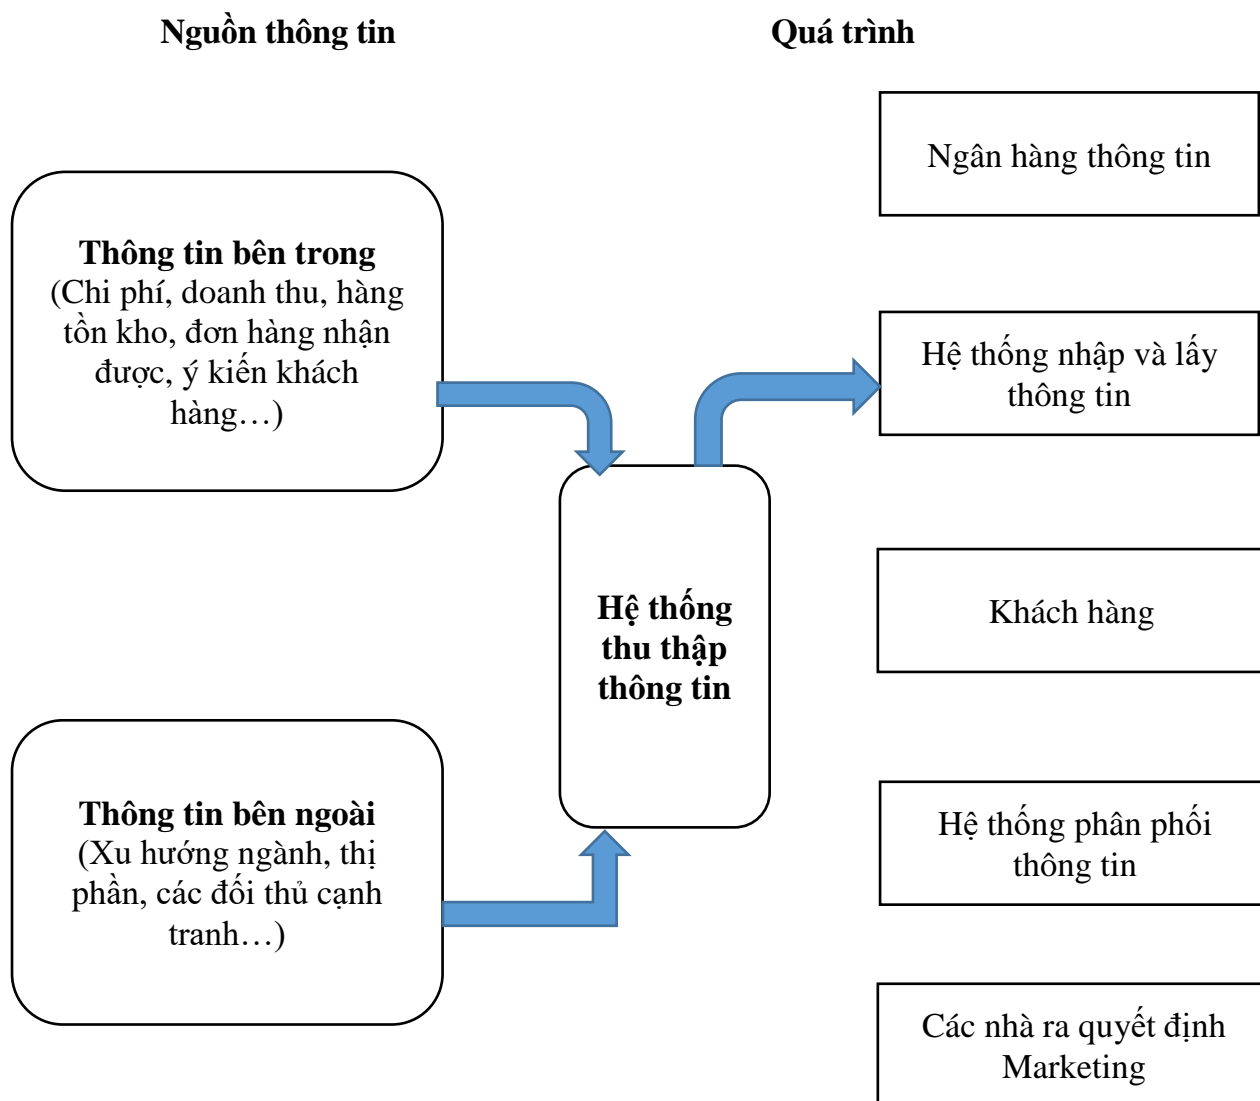 Nguồn thông tin
Quá trình
Thông tin bên trong
(Chi phí, doanh thu, hàng
tồn kho, đơn hàng nhận
được, ý kiến khách
hàng…)
Thông tin bên ngoài
(Xu hướng ngành, thị
phần, các đối thủ cạnh
tranh…)
Hệ thống
thu thập
thông tin
Ngân hàng thông tin
Hệ thống nhập và lấy
thông tin
Khách hàng
Hệ thống phân phối
thông tin
Các nhà ra quyết định
Marketing